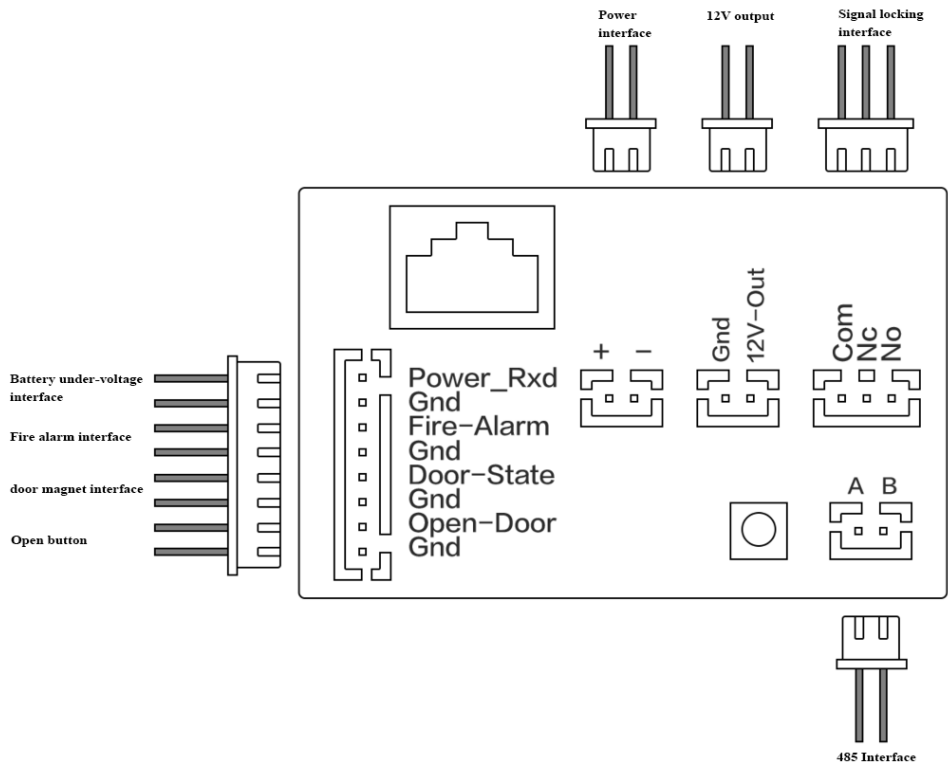 Power
interface
12V output
Signal locking
interface
+ −
Gnd
12V-Out
Com
Nc
No
Battery under-voltage
interface
Fire alarm interface
door magnet interface
Open button
Power_Rxd
Gnd
Fire-Alarm
Gnd
Door-State
Gnd
Open-Door
Gnd
A B
485 Interface